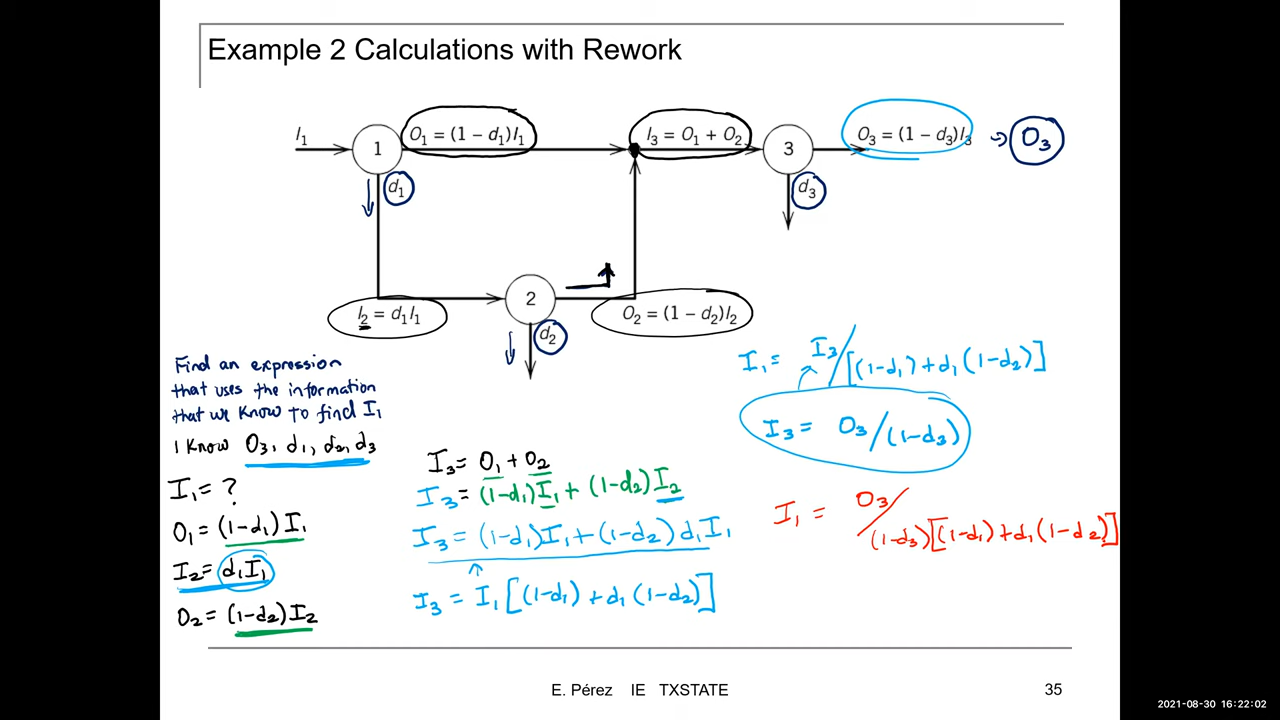 Example 2 Calculations with Rework
I₁
1
O₁ = (1 – d₁)I₁
I₃ = O₁ + O₂
3
O₃ = (1 – d₃)I₃
→ O₃
d₁
d₃
2
I₂ = d₁I₁
O₂ = (1 – d₂)I₂
d₂
Find an expression
that uses the information
that we know to find I₁
I know O₃, d₁, d₂, d₃
I₁ = ?
O₁ = (1-d₁) I₁
I₂ = d₁I₁
O₂ = (1-d₂) I₂
I₃ = O₁ + O₂
I₃ = (1-d₁)I₁ + (1-d₂)I₂
I₃ = (1-d₁)I₁ + (1-d₂) d₁I₁
I₃ = I₁ [(1-d₁) + d₁ (1-d₂)]
I₁ = I₃ / [(1-d₁) + d₁ (1-d₂)]
I₃ = O₃ / (1-d₃)
I₁ = O₃ / (1-d₃)[(1-d₁) + d₁ (1-d₂)]
E. Pérez IE TXSTATE
35
2021-08-30 16:22:02